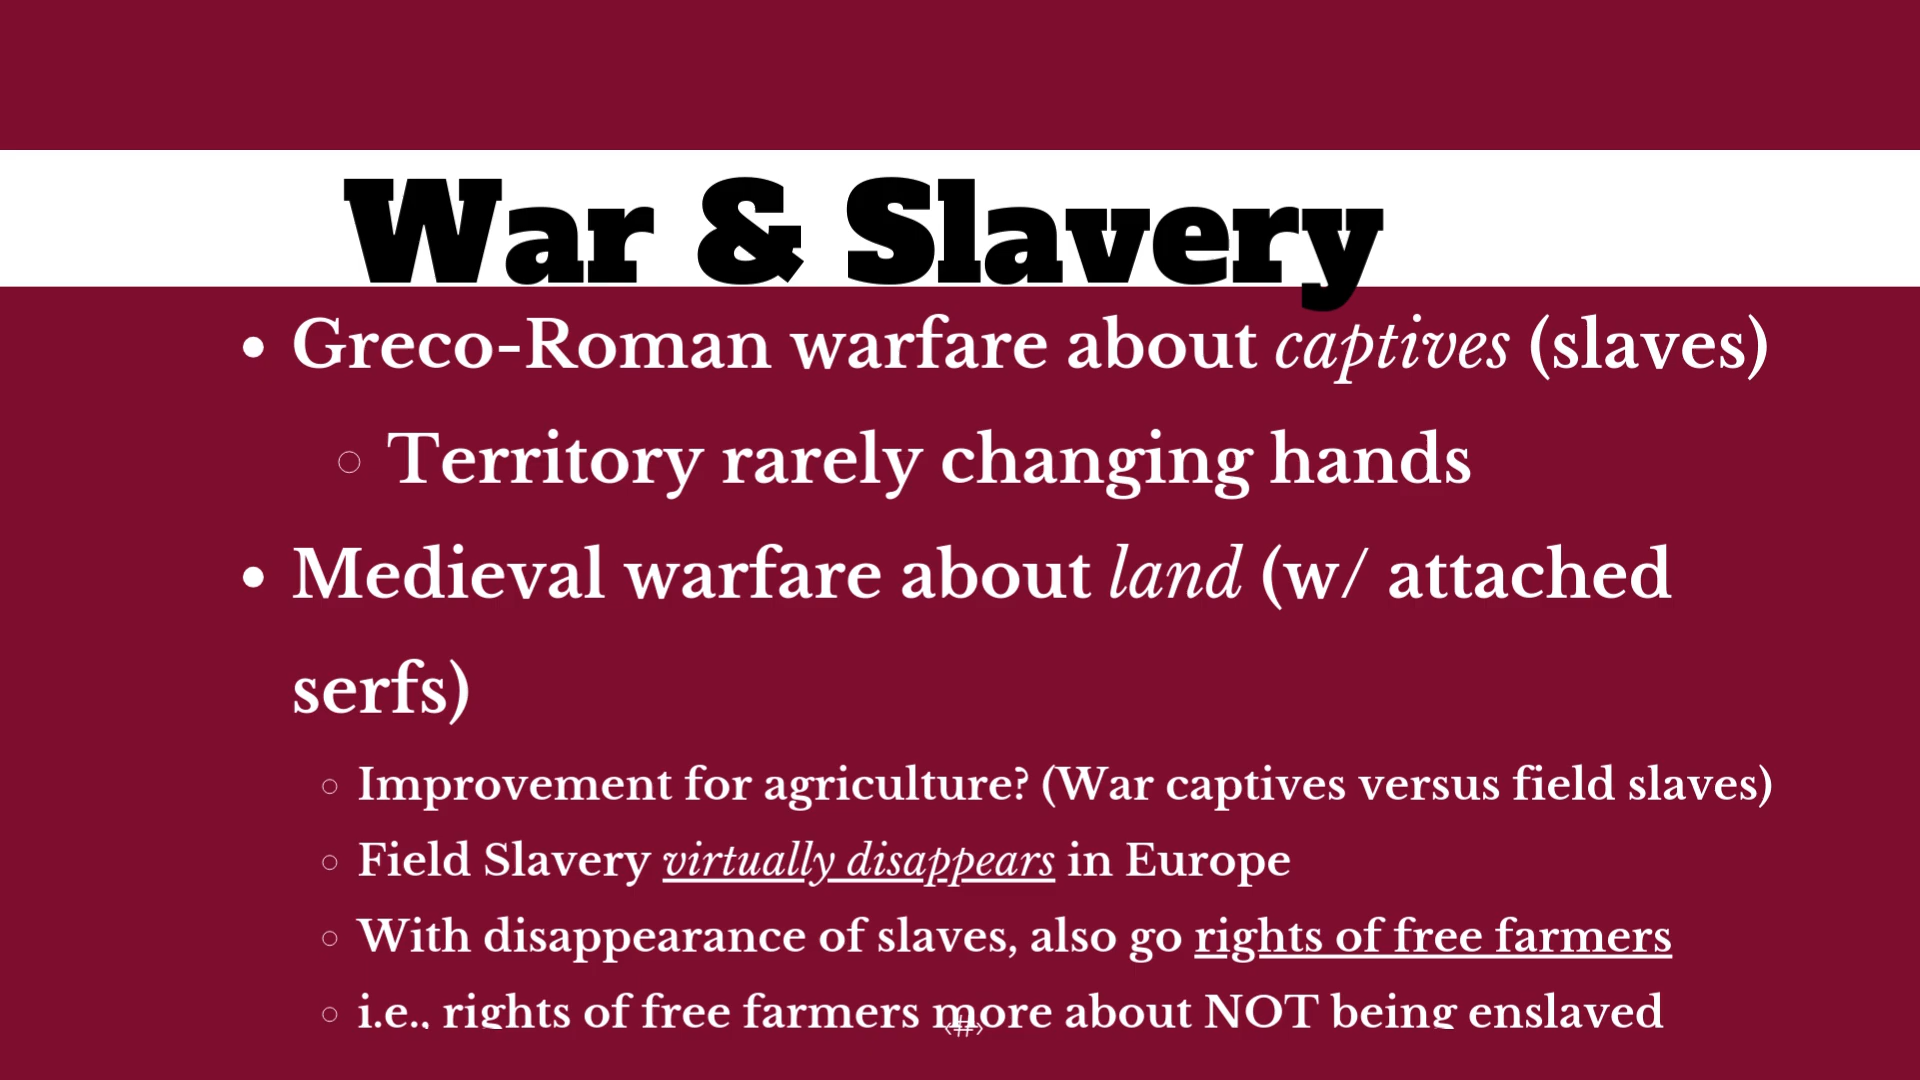 War & Slavery
• Greco-Roman warfare about captives (slaves)
○ Territory rarely changing hands
• Medieval warfare about land (w/ attached
serfs)
○ Improvement for agriculture? (War captives versus field slaves)
○ Field Slavery virtually disappears in Europe
○ With disappearance of slaves, also go rights of free farmers
○ i.e., rights of free farmers more about NOT being enslaved
‹#›